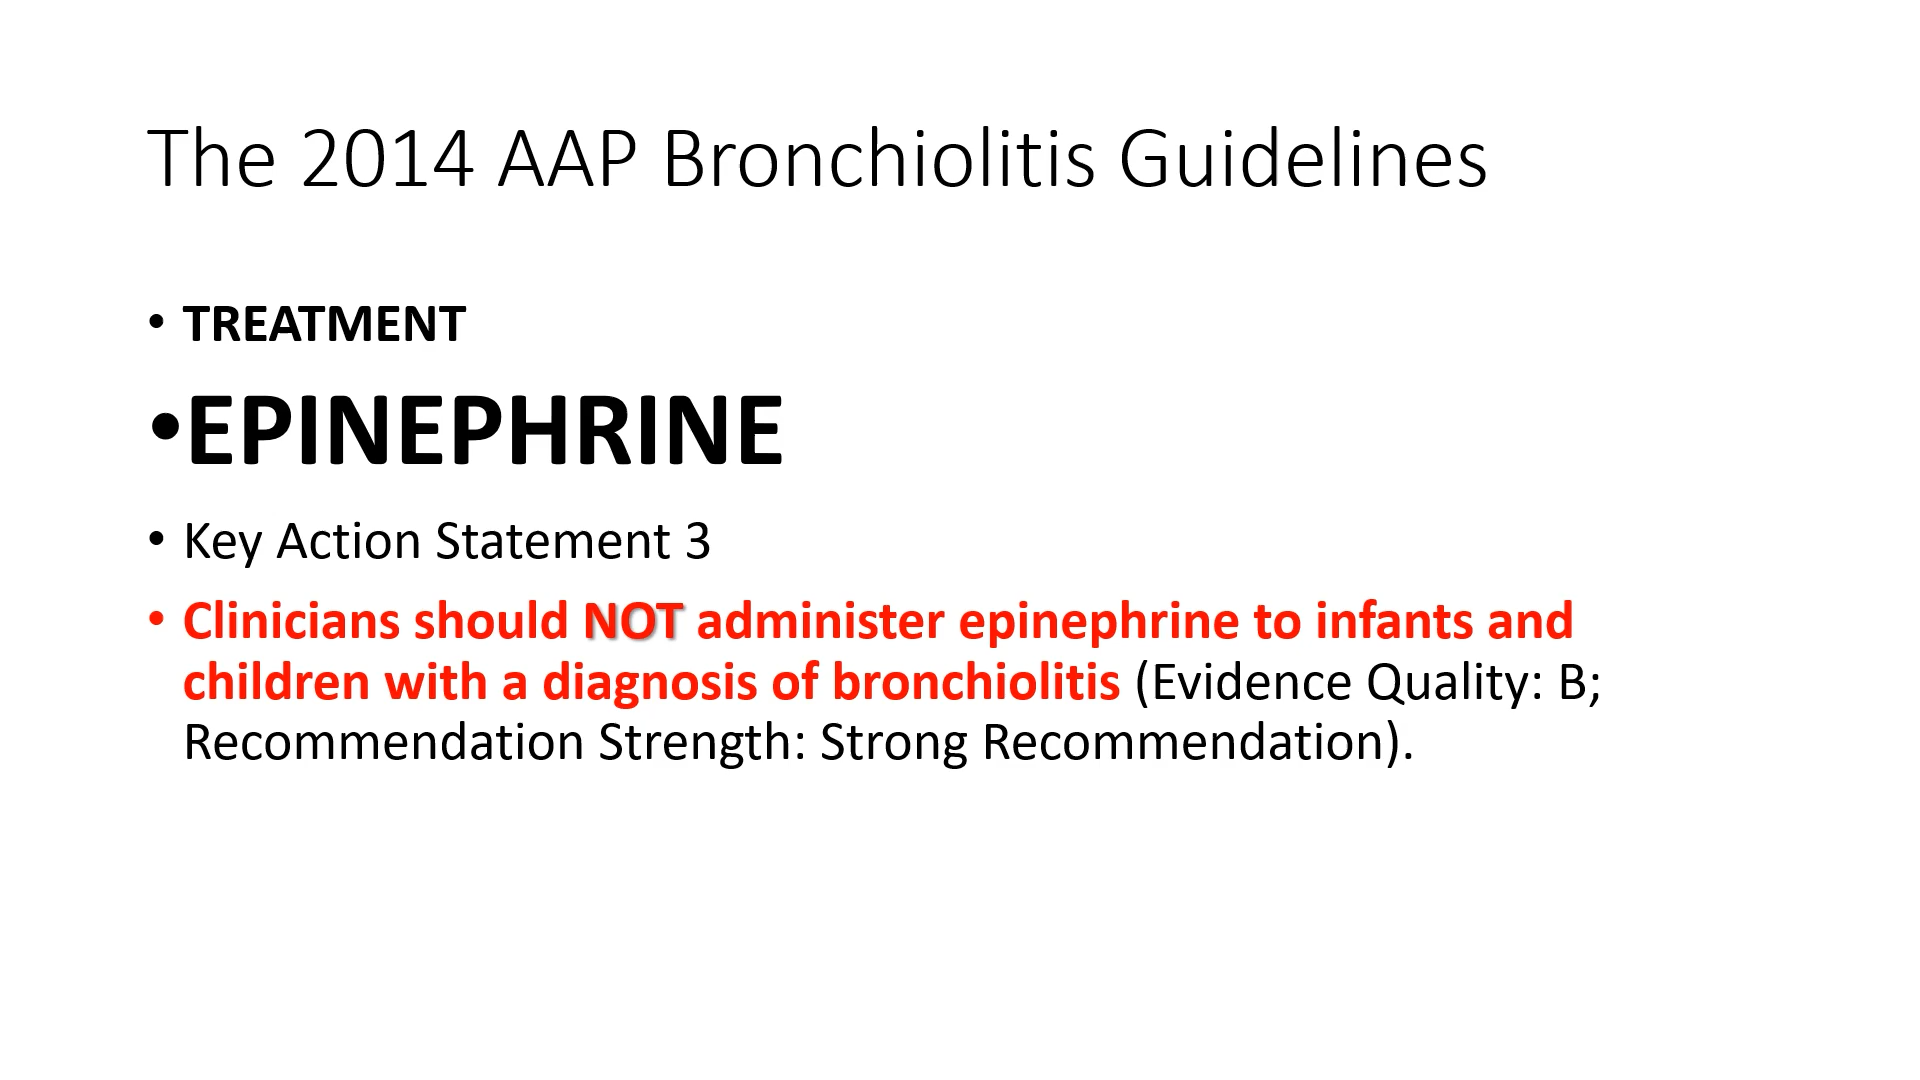 The 2014 AAP Bronchiolitis Guidelines
• TREATMENT
•EPINEPHRINE
• Key Action Statement 3
• Clinicians should NOT administer epinephrine to infants and
children with a diagnosis of bronchiolitis (Evidence Quality: B;
Recommendation Strength: Strong Recommendation).